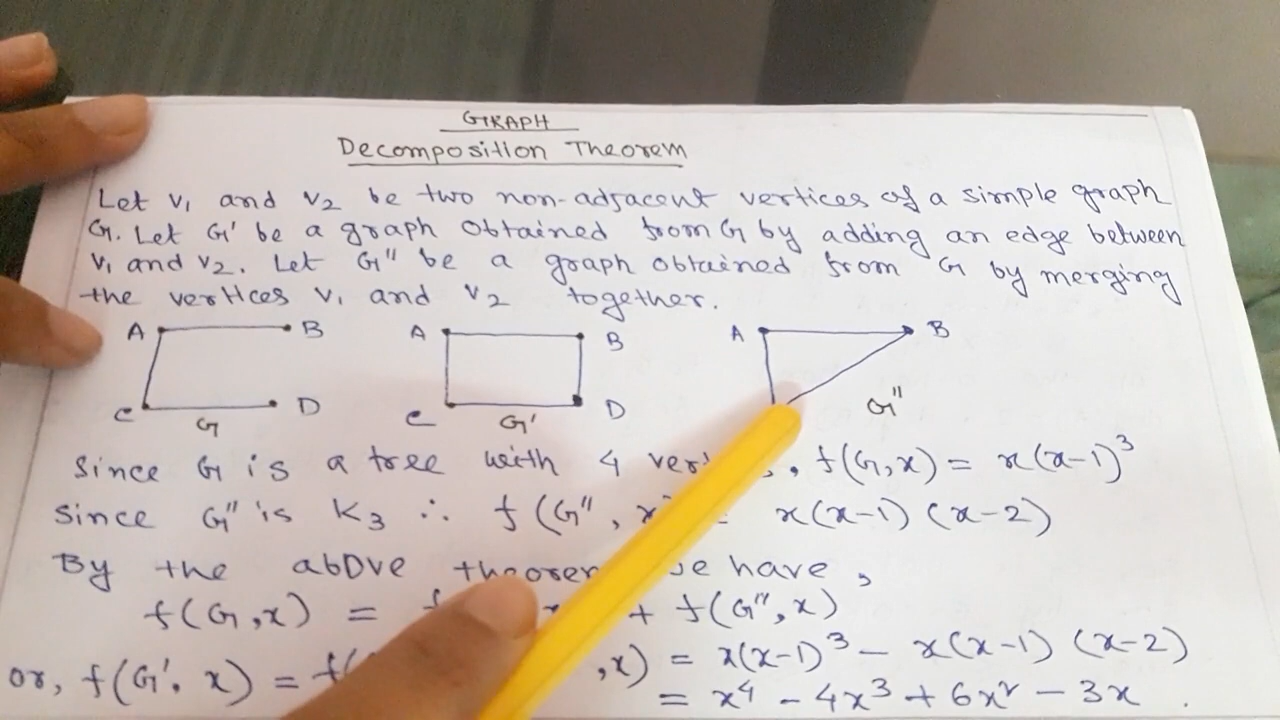 GRAPH
Decomposition Theorem
Let v₁ and v₂ be two non-adjacent vertices of a simple graph
G. Let G' be a graph obtained from G by adding an edge between
v₁ and v₂. Let G'' be a graph obtained from G by merging
the vertices v₁ and v₂ together.
A B A B A B
C G D C G' D G''
Since G is a tree with 4 f(G,x) = x(x-1)³
Since G'' is K₃ ∴ f(G'', x) = x(x-1) (x-2)
By the above theorem we have,
f(G,x) = + f(G'', x)
or, f(G', x) = ,x) = x(x-1)³ - x(x-1) (x-2)
= x⁴ - 4x³ + 6x² - 3x .